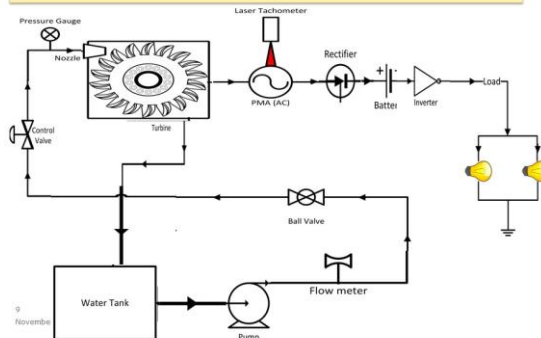 Laser Tachometer
Pressure Gauge
Nozzle
Rectifier
PMA (AC)
+
Batter
Inverter
Load
Turbine
Control
Valve
Ball Valve
Flow meter
Water Tank
Pump
9
Novembe